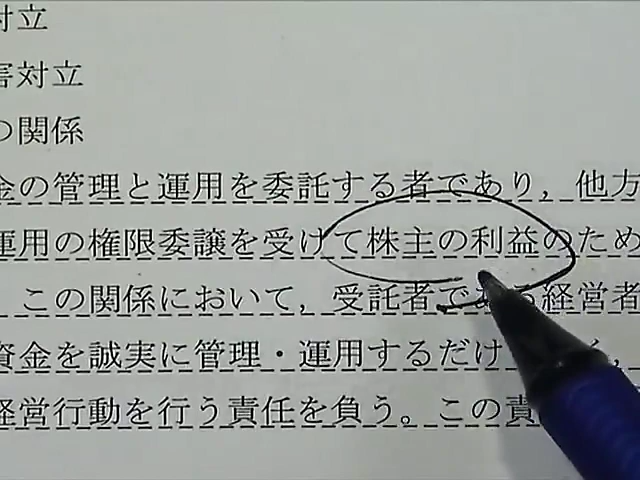 対立
害対立
の関係
金の管理と運用を委託する者であり，他方
運用の権限委譲を受けて株主の利益のため
，この関係において，受託者である経営者
資金を誠実に管理・運用するだけ
経営行動を行う責任を負う。この責